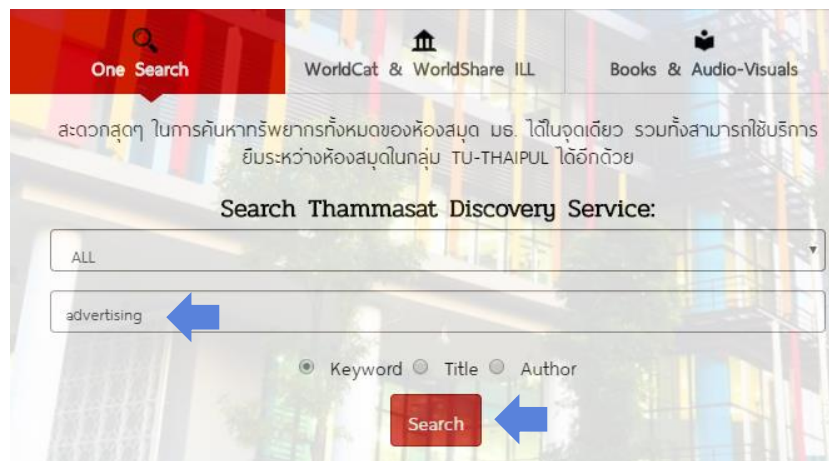 One Search
WorldCat & WorldShare ILL
Books & Audio-Visuals
สะดวกสุดๆ ในการค้นหาทรัพยากรทั้งหมดของห้องสมุด มธ. ได้ในจุดเดียว รวมทั้งสามารถใช้บริการ
ยืมระหว่างห้องสมุดในกลุ่ม TU-THAIPUL ได้อีกด้วย
Search Thammasat Discovery Service:
ALL
advertising
Keyword Title Author
Search